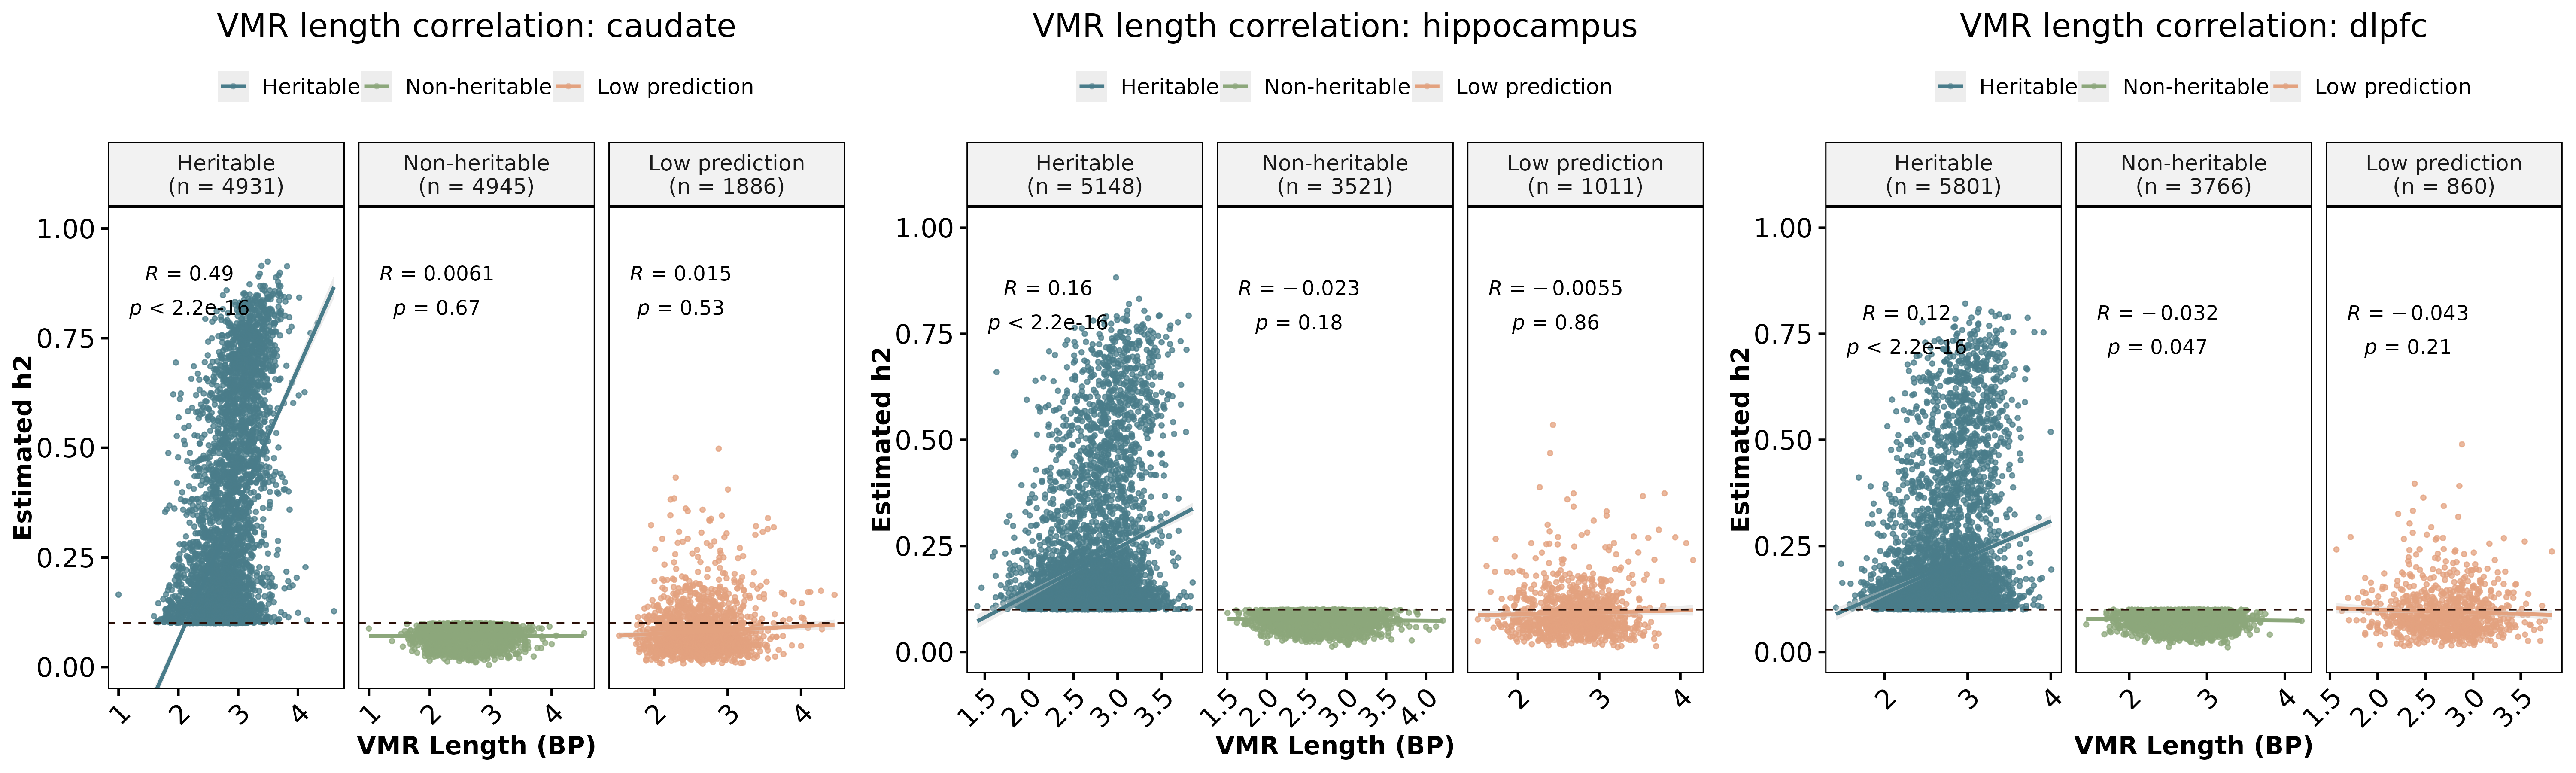 VMR length correlation: caudate
Heritable Non-heritable Low prediction
Heritable
(n = 4931)
Non-heritable
(n = 4945)
Low prediction
(n = 1886)
R = 0.49
p < 2.2e-16
R = 0.0061
p = 0.67
R = 0.015
p = 0.53
Estimated h2
1.00
0.75
0.50
0.25
0.00
1 2 3 4
1 2 3 4
2 3 4
VMR Length (BP)
VMR length correlation: hippocampus
Heritable Non-heritable Low prediction
Heritable
(n = 5148)
Non-heritable
(n = 3521)
Low prediction
(n = 1011)
R = 0.16
p < 2.2e-16
R = −0.023
p = 0.18
R = −0.0055
p = 0.86
Estimated h2
1.00
0.75
0.50
0.25
0.00
1.5 2.0 2.5 3.0 3.5
1.5 2.0 2.5 3.0 3.5 4.0
2 3 4
VMR Length (BP)
VMR length correlation: dlpfc
Heritable Non-heritable Low prediction
Heritable
(n = 5801)
Non-heritable
(n = 3766)
Low prediction
(n = 860)
R = 0.12
p < 2.2e-16
R = −0.032
p = 0.047
R = −0.043
p = 0.21
Estimated h2
1.00
0.75
0.50
0.25
0.00
2 3 4
2 3 4
1.5 2.0 2.5 3.0 3.5
VMR Length (BP)